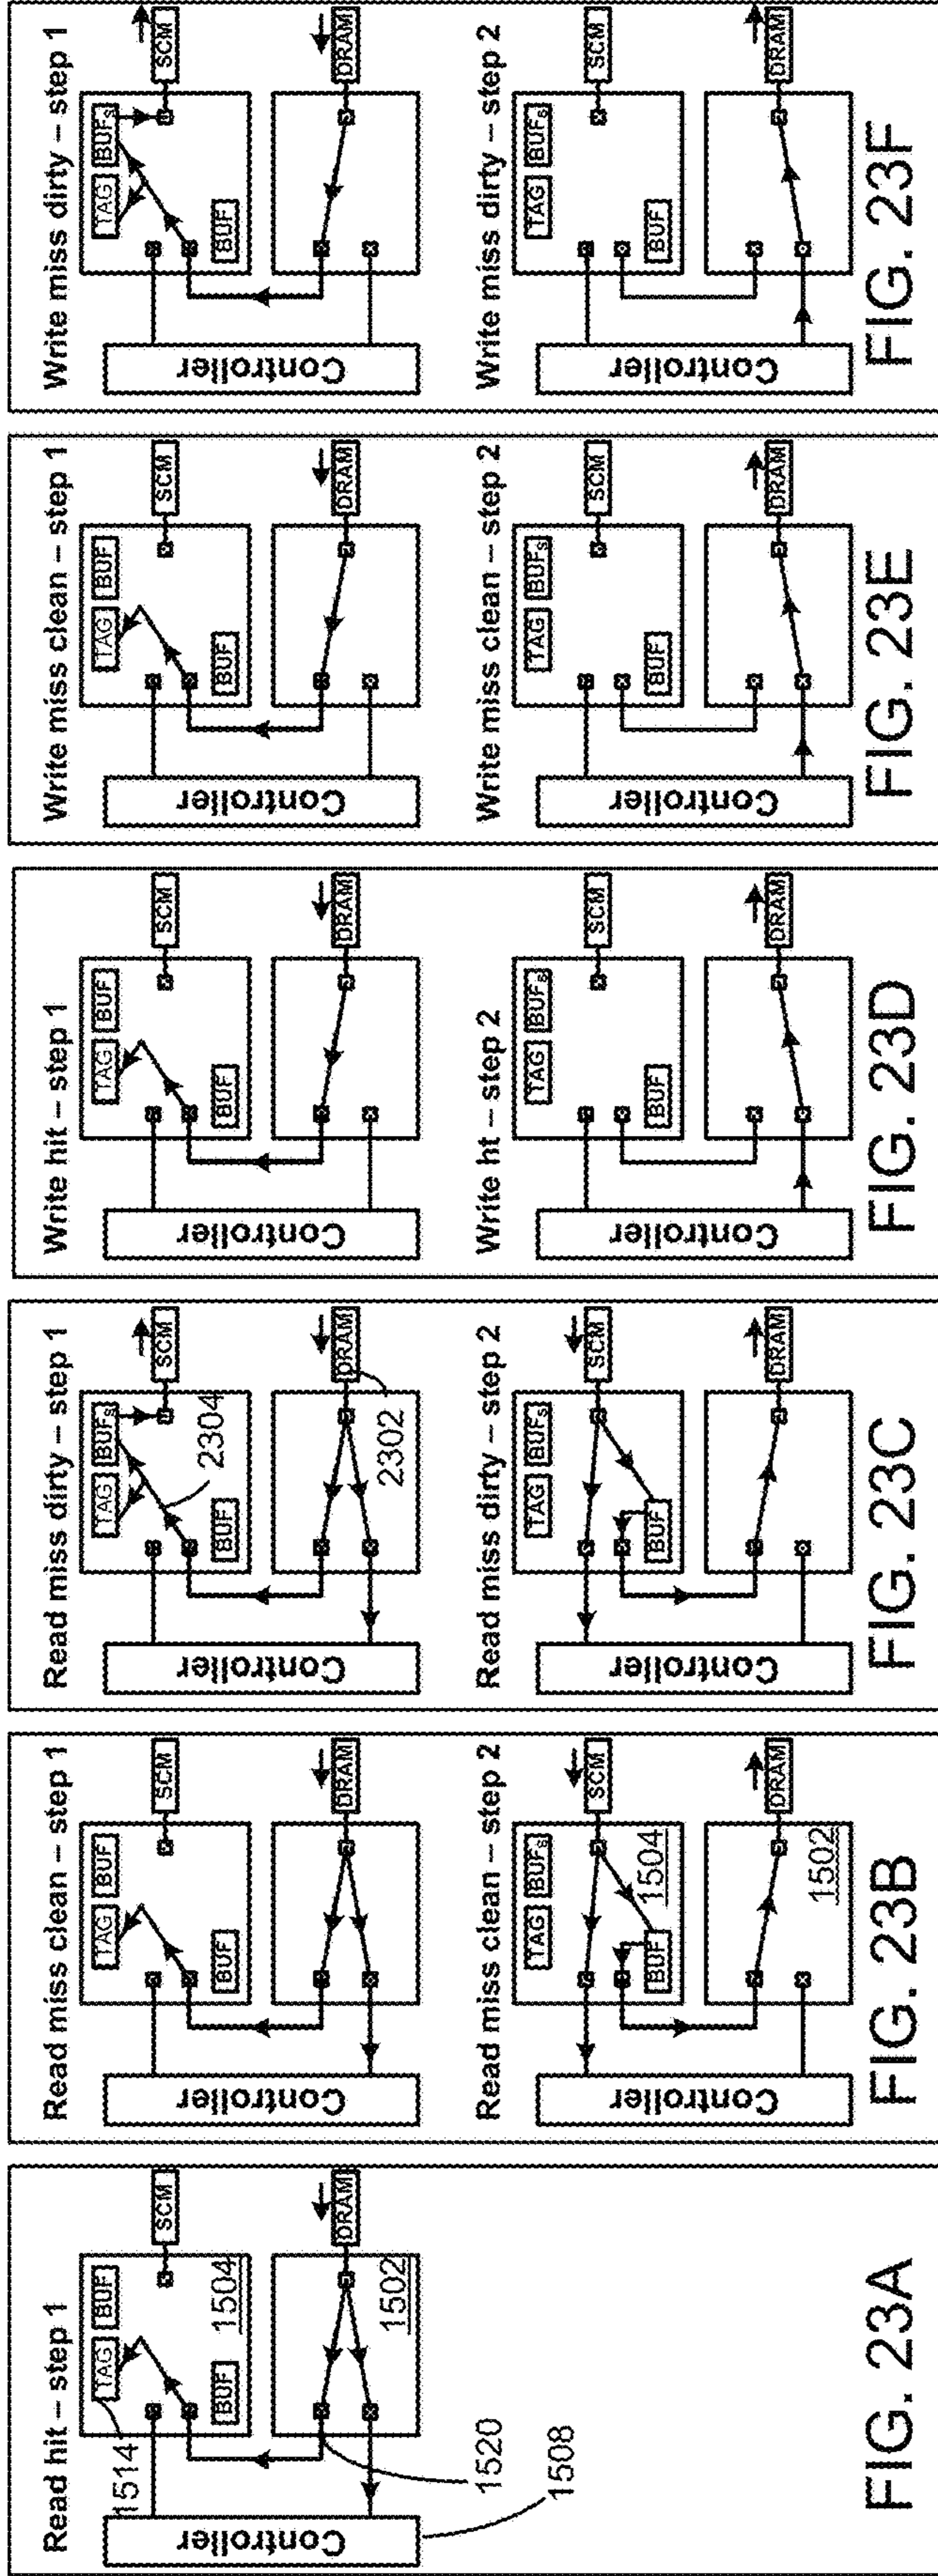 Read hit – step 1
TAG BUF
SCM
BUF
1504
1514
Controller
DRAM
1502
1520
1508
FIG. 23A
Read miss clean – step 1
TAG BUF
SCM
BUF
Controller
DRAM
Read miss clean – step 2
TAG BUFs
SCM
BUF
1504
Controller
DRAM
1502
FIG. 23B
Read miss dirty – step 1
TAG BUFs
SCM
2304
BUF
Controller
DRAM
2302
Read miss dirty – step 2
TAG BUFs
SCM
BUF
Controller
DRAM
FIG. 23C
Write hit – step 1
TAG BUF
SCM
BUF
Controller
DRAM
Write ht – step 2
TAG BUFs
SCM
BUF
Controller
DRAM
FIG. 23D
Write miss clean – step 1
TAG BUF
SCM
BUF
Controller
DRAM
Write miss clean – step 2
TAG BUFs
SCM
BUF
Controller
DRAM
FIG. 23E
Write miss dirty – step 1
TAG BUFs
SCM
BUF
Controller
DRAM
Write miss dirty – step 2
TAG BUFs
SCM
BUF
Controller
DRAM
FIG. 23F